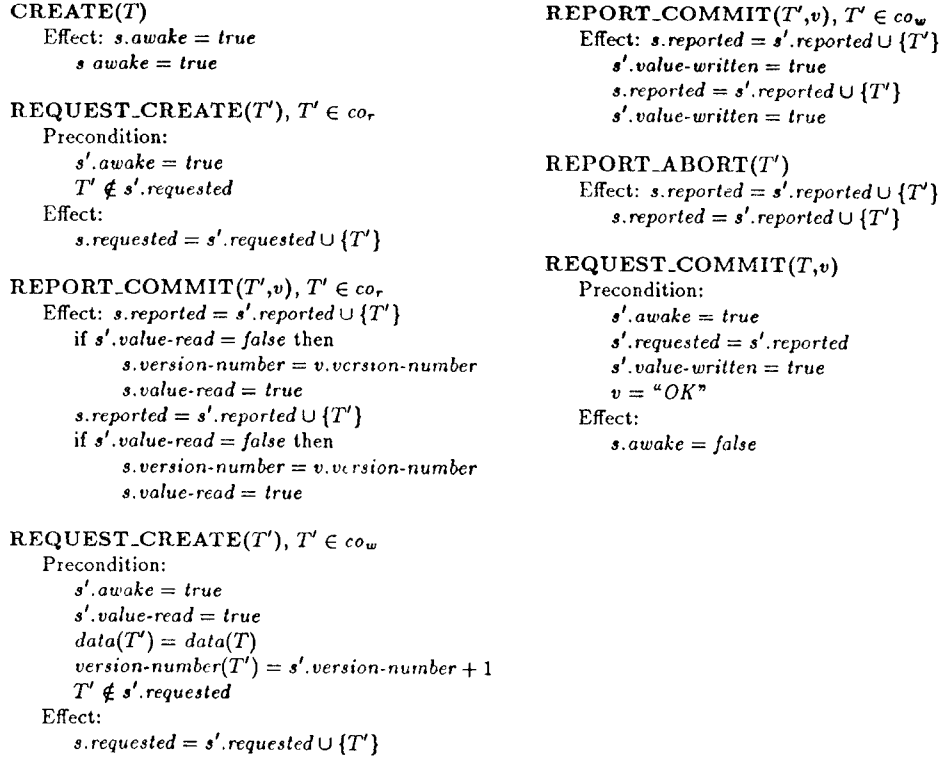 CREATE(T)
Effect: s.awake = true
s awake = true
REQUEST_CREATE(T′), T′ ∈ co_r
Precondition:
s′.awake = true
T′ ∉ s′.requested
Effect:
s.requested = s′.requested ∪ {T′}
REPORT_COMMIT(T′,v), T′ ∈ co_r
Effect: s.reported = s′.reported ∪ {T′}
if s′.value-read = false then
s.version-number = v.version-number
s.value-read = true
s.reported = s′.reported ∪ {T′}
if s′.value-read = false then
s.version-number = v.version-number
s.value-read = true
REQUEST_CREATE(T′), T′ ∈ co_w
Precondition:
s′.awake = true
s′.value-read = true
data(T′) = data(T)
version-number(T′) = s′.version-number + 1
T′ ∉ s′.requested
Effect:
s.requested = s′.requested ∪ {T′}
REPORT_COMMIT(T′,v), T′ ∈ co_w
Effect: s.reported = s′.reported ∪ {T′}
s′.value-written = true
s.reported = s′.reported ∪ {T′}
s′.value-written = true
REPORT_ABORT(T′)
Effect: s.reported = s′.reported ∪ {T′}
s.reported = s′.reported ∪ {T′}
REQUEST_COMMIT(T,v)
Precondition:
s′.awake = true
s′.requested = s′.reported
s′.value-written = true
v = "OK"
Effect:
s.awake = false